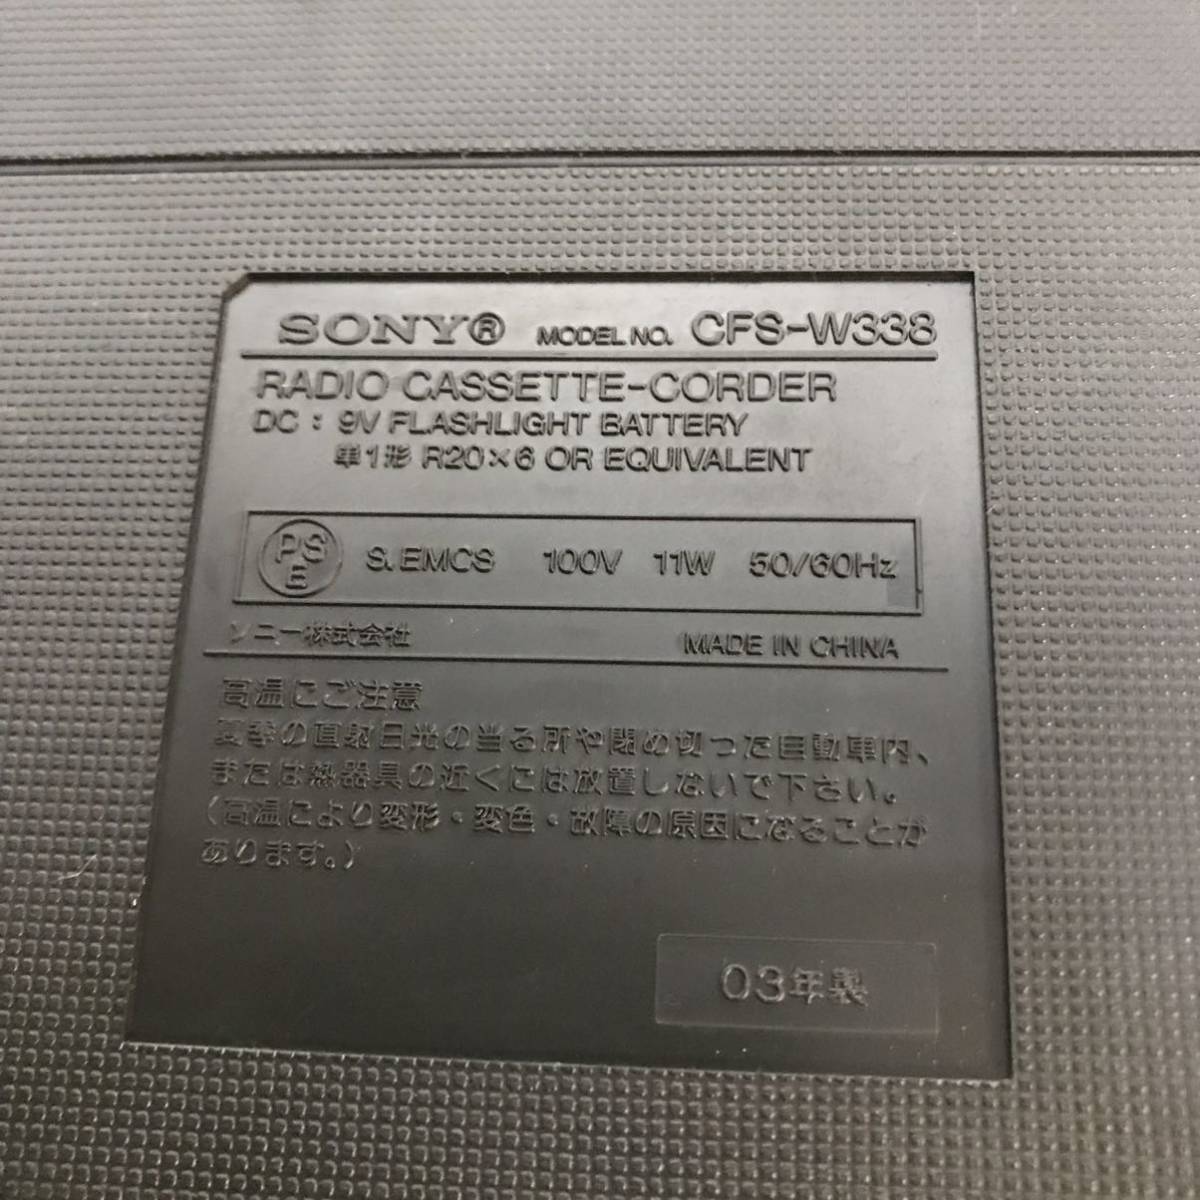 SONY® MODEL NO. CFS-W338
RADIO CASSETTE-CORDER
DC : 9V FLASHLIGHT BATTERY
単1形 R20×6 OR EQUIVALENT
PS E S.EMCS 100V 11W 50/60Hz
ソニー株式会社 MADE IN CHINA
高温にご注意
夏季の直射日光の当る所や閉め切った自動車内、
または熱器具の近くには放置しないで下さい。
(高温により変形・変色・故障の原因になることが
あります。)
03年製